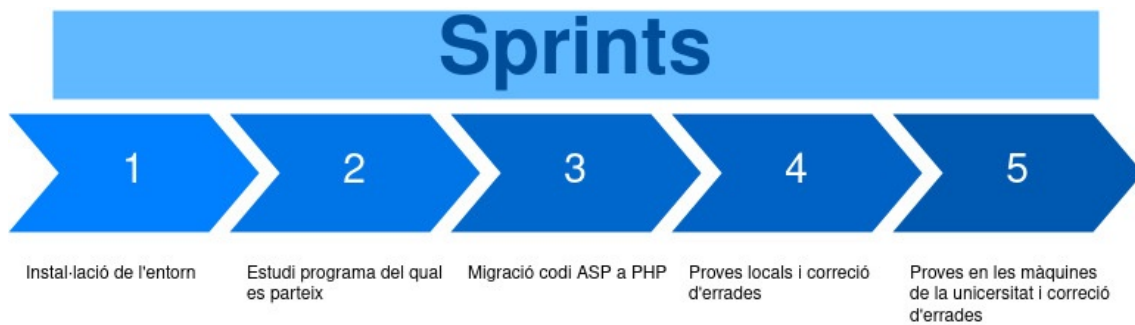 Sprints
1
2
3
4
5
Instal·lació de l'entorn
Estudi programa del qual
es parteix
Migració codi ASP a PHP
Proves locals i correció
d'errades
Proves en les màquines
de la unicersitat i correció
d'errades